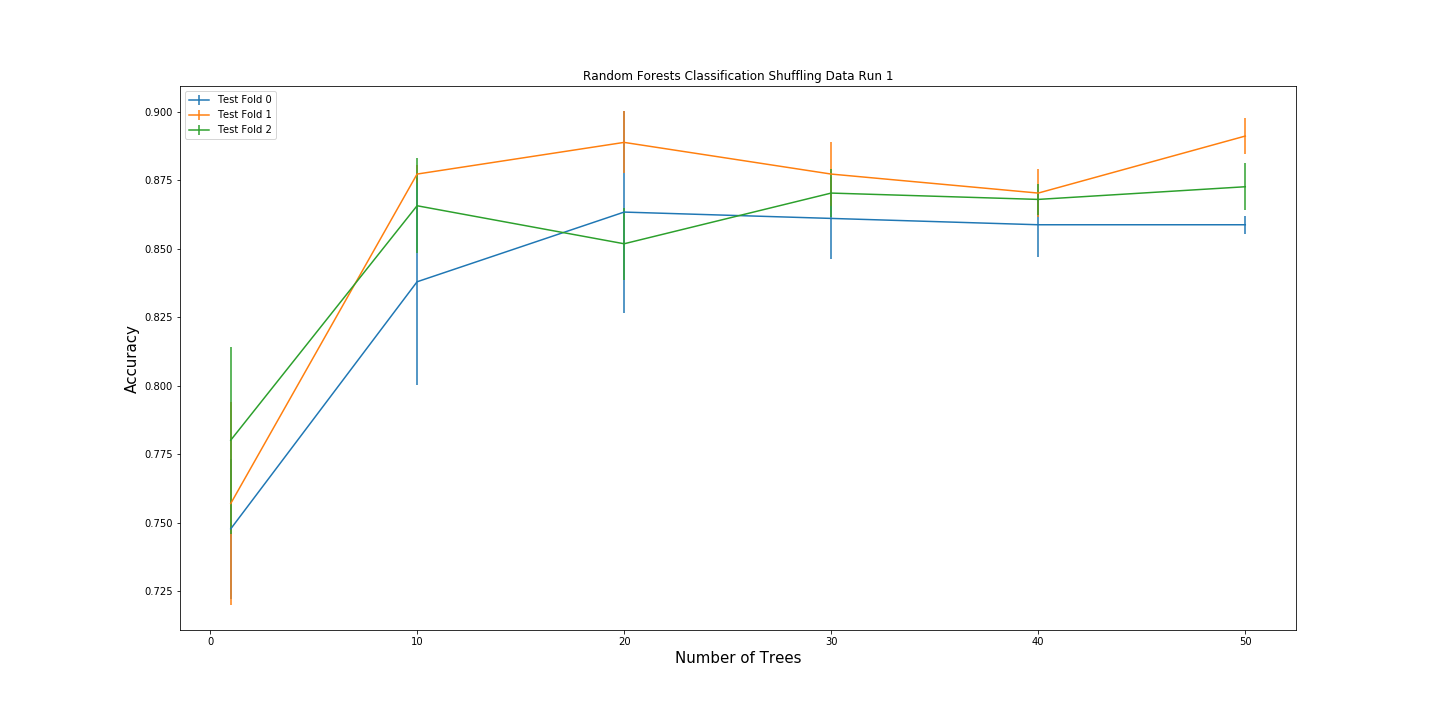 Random Forests Classification Shuffling Data Run 1
Test Fold 0
Test Fold 1
Test Fold 2
0.900
0.875
0.850
0.825
0.800
0.775
0.750
0.725
Accuracy
0 10 20 30 40 50
Number of Trees